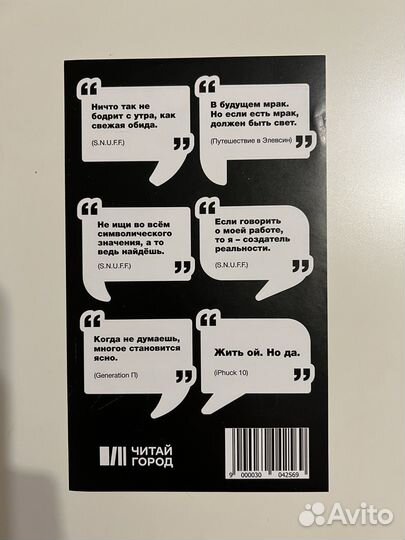 Ничто так не
бодрит с утра, как
свежая обида.
(S.N.U.F.F.)
В будущем мрак.
Но если есть мрак,
должен быть свет.
(Путешествие в Элевсин)
Не ищи во всём
символического
значения, а то
ведь найдёшь.
(S.N.U.F.F.)
Если говорить
о моей работе,
то я – создатель
реальности.
(S.N.U.F.F.)
Когда не думаешь,
многое становится
ясно.
(Generation П)
Жить ой. Но да.
(iPhuck 10)
ЧИТАЙ
ГОРОД
9 000030 042569
Avito